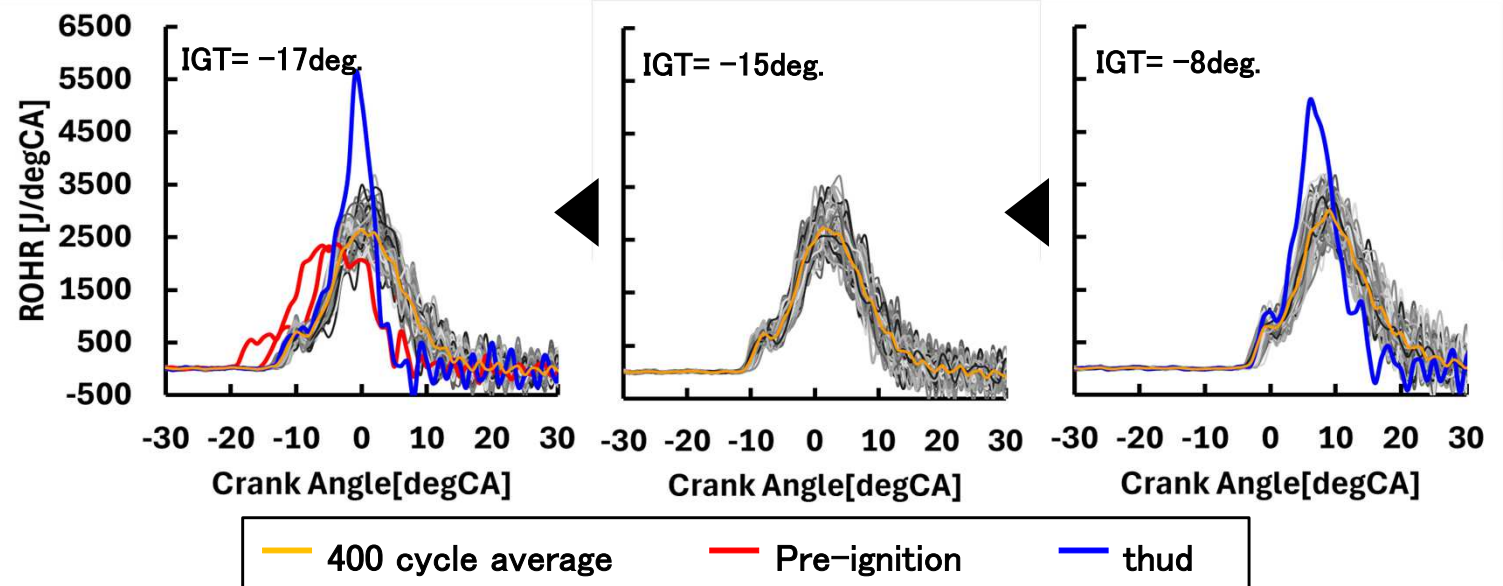 6500
5500
4500
3500
2500
1500
500
-500
ROHR [J/degCA]
IGT= -17deg.
-30 -20 -10 0 10 20 30
Crank Angle[degCA]
IGT= -15deg.
-30 -20 -10 0 10 20 30
Crank Angle[degCA]
IGT= -8deg.
-30 -20 -10 0 10 20 30
Crank Angle[degCA]
400 cycle average
Pre-ignition
thud